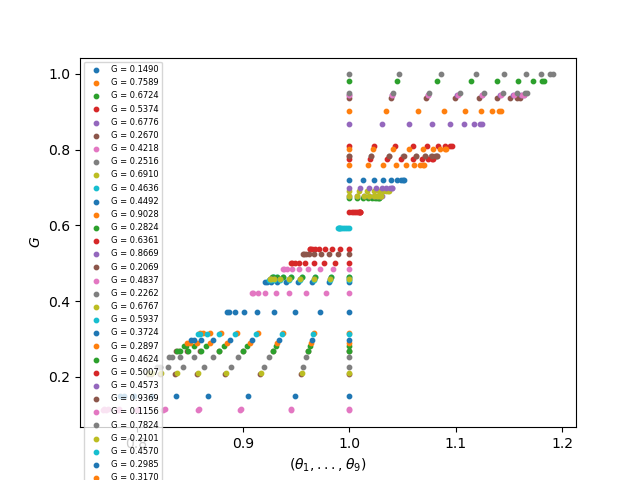 G = 0.1490
G = 0.7589
G = 0.6724
G = 0.5374
G = 0.6776
G = 0.2670
G = 0.4218
G = 0.2516
G = 0.6910
G = 0.4636
G = 0.4492
G = 0.9028
G = 0.2824
G = 0.6361
G = 0.8669
G = 0.2069
G = 0.4837
G = 0.2262
G = 0.6767
G = 0.5937
G = 0.3724
G = 0.2897
G = 0.4624
G = 0.5007
G = 0.4573
G = 0.9369
G = 0.1156
G = 0.7824
G = 0.2101
G = 0.4570
G = 0.2985
G = 0.3170
1.0
0.8
0.6
0.4
0.2
G
0.9
1.0
1.1
1.2
(θ1, . . . , θ9)